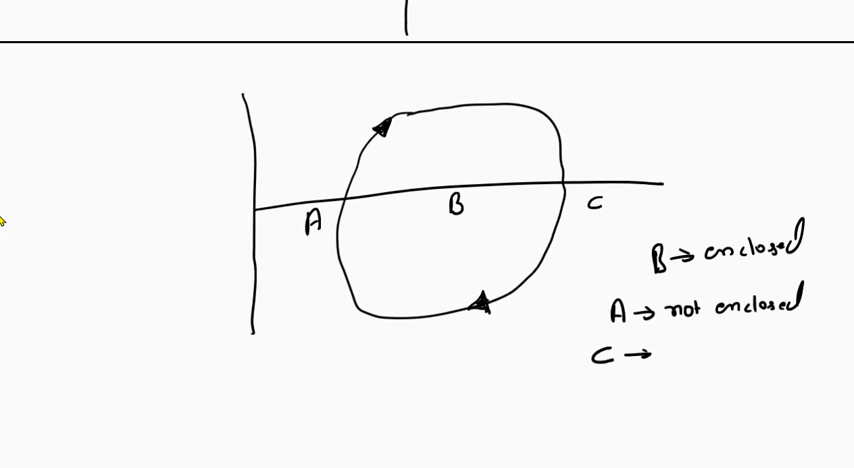 A
B
C
B → enclosed
A → not enclosed
C →